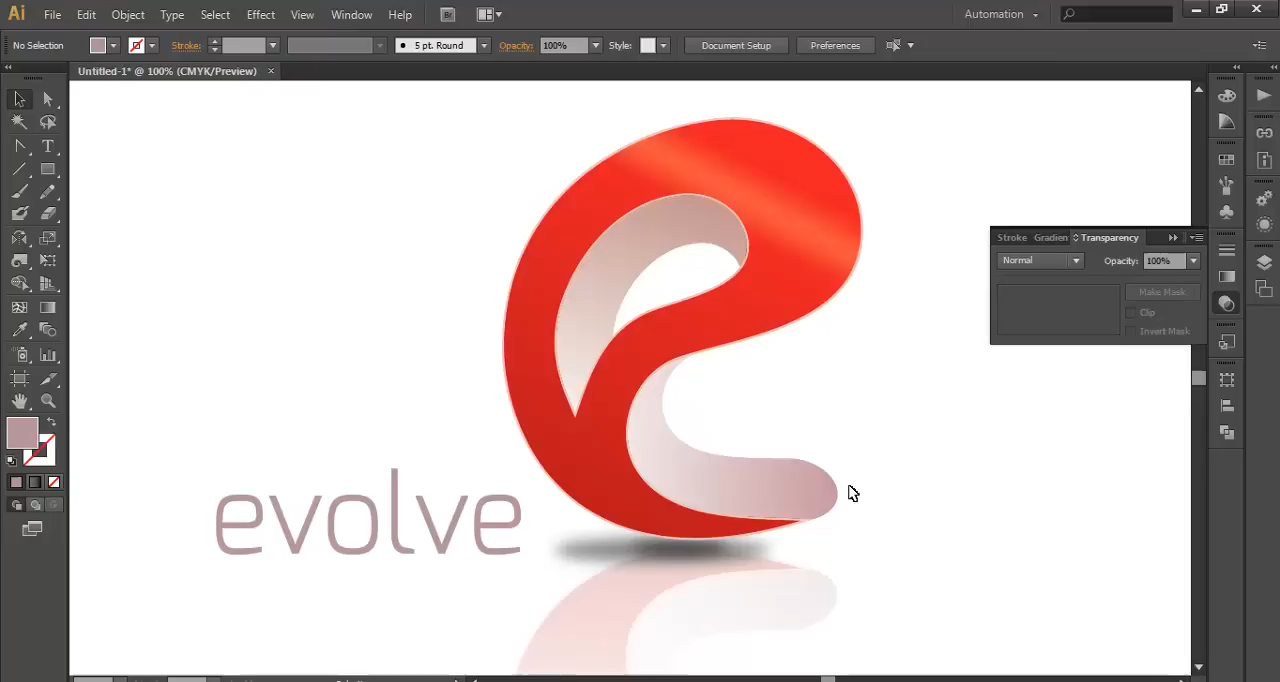 Ai File Edit Object Type Select Effect View Window Help Br Automation
No Selection Stroke: 5 pt. Round Opacity: 100% Style: Document Setup Preferences
Untitled-1* @ 100% (CMYK/Preview) ×
Stroke Gradien Transparency
Normal Opacity: 100%
Make Mask
Clip
Invert Mask
evolve